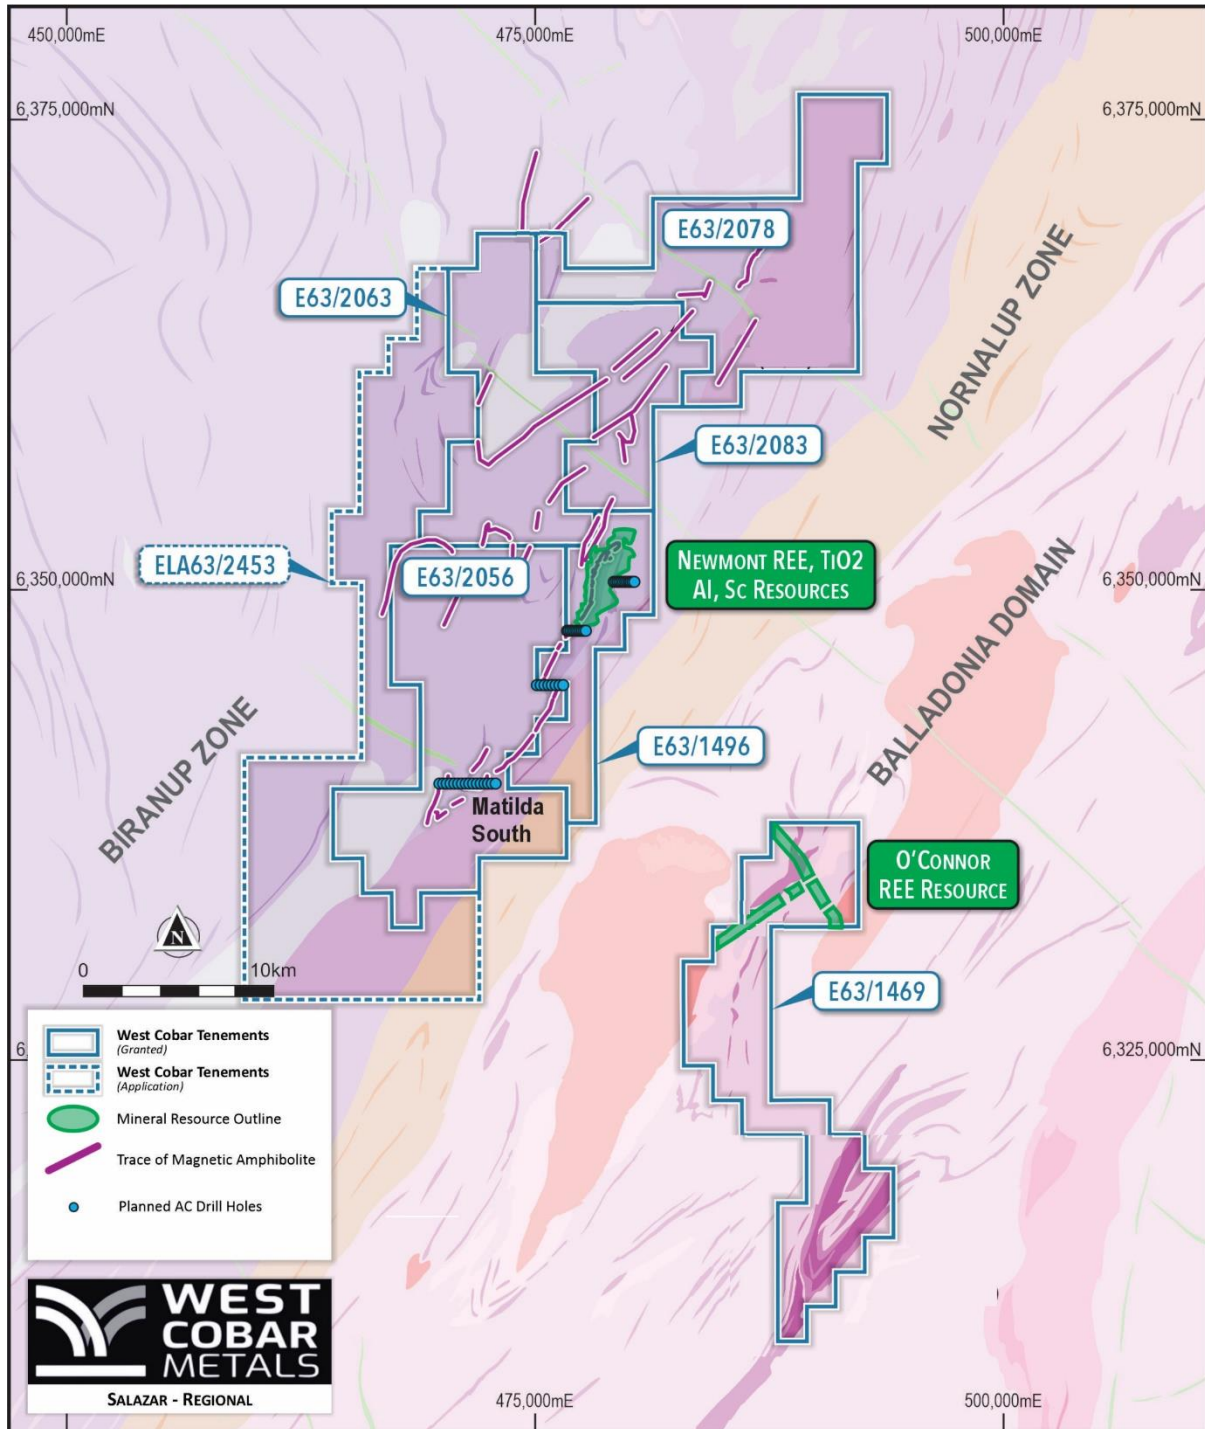 450,000mE
475,000mE
500,000mE
6,375,000mN
6,375,000mN
E63/2078
E63/2063
NORNALUP ZONE
E63/2083
ELA63/2453
E63/2056
NEWMONT REE, TIO2
AL, SC RESOURCES
6,350,000mN
6,350,000mN
BALLADONIA DOMAIN
BIRANUP ZONE
E63/1496
Matilda
South
O'CONNOR
REE RESOURCE
N
0
10km
E63/1469
6,
6,325,000mN
West Cobar Tenements
(Granted)
West Cobar Tenements
(Application)
Mineral Resource Outline
Trace of Magnetic Amphibolite
Planned AC Drill Holes
WEST
COBAR
METALS
SALAZAR - REGIONAL
475,000mE
500,000mE